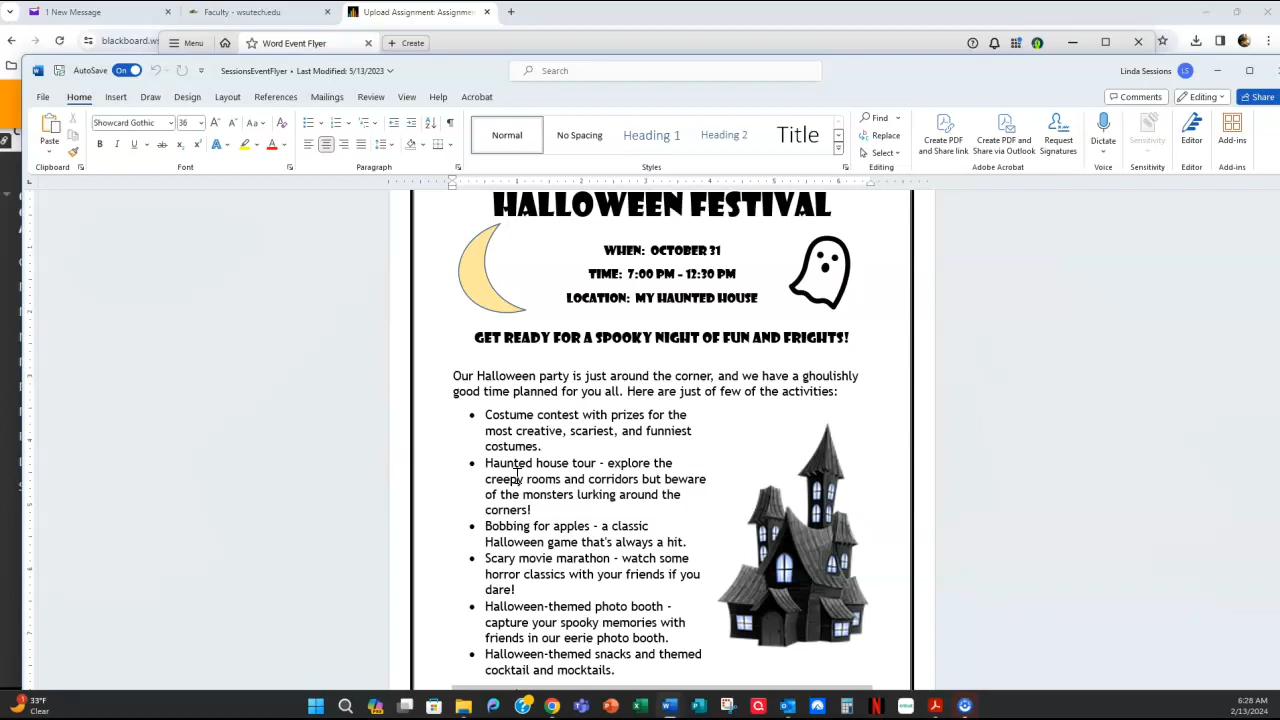 1 New Message
Faculty - wsutech.edu
Upload Assignment: Assignme
blackboard.ws
Menu
Word Event Flyer
Create
AutoSave On
SessionsEventFlyer • Last Modified: 5/13/2023
Search
Linda Sessions LS
File Home Insert Draw Design Layout References Mailings Review View Help Acrobat
Comments Editing Share
Paste
Showcard Gothic 36
Normal No Spacing Heading 1 Heading 2 Title
Find
Replace
Select
Create PDF and Share link
Create PDF and Share via Outlook
Request Signatures
Dictate
Sensitivity
Editor
Add-ins
Clipboard Font Paragraph Styles Editing Adobe Acrobat Voice Sensitivity Editor Add-ins
HALLOWEEN FESTIVAL
WHEN: OCTOBER 31
TIME: 7:00 PM – 12:30 PM
LOCATION: MY HAUNTED HOUSE
GET READY FOR A SPOOKY NIGHT OF FUN AND FRIGHTS!
Our Halloween party is just around the corner, and we have a ghoulishly
good time planned for you all. Here are just of few of the activities:
• Costume contest with prizes for the
most creative, scariest, and funniest
costumes.
• Haunted house tour - explore the
creepy rooms and corridors but beware
of the monsters lurking around the
corners!
• Bobbing for apples - a classic
Halloween game that's always a hit.
• Scary movie marathon - watch some
horror classics with your friends if you
dare!
• Halloween-themed photo booth -
capture your spooky memories with
friends in our eerie photo booth.
• Halloween-themed snacks and themed
cocktail and mocktails.
33°F
Clear
6:28 AM
2/13/2024